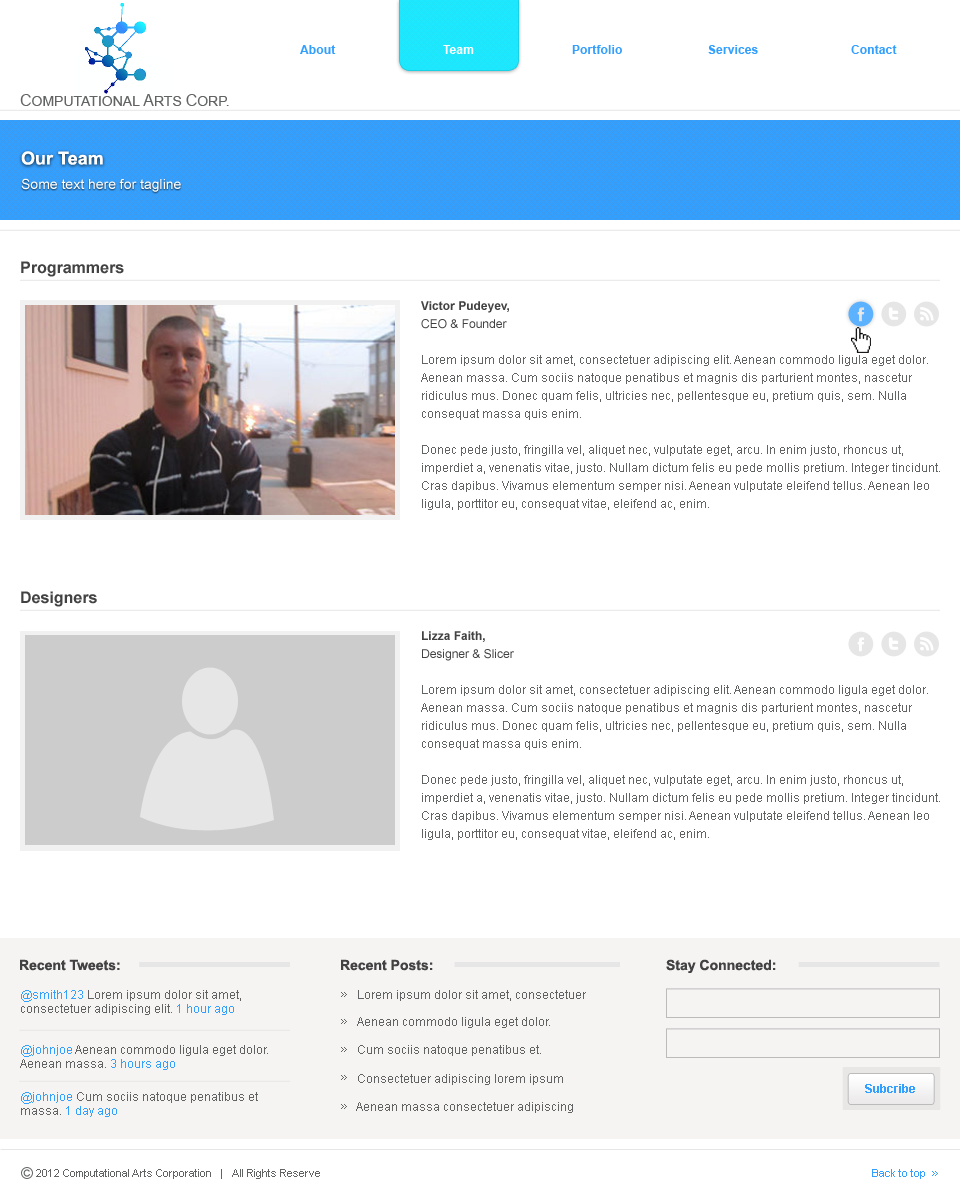 COMPUTATIONAL ARTS CORP.
About
Team
Portfolio
Services
Contact
Our Team
Some text here for tagline
Programmers
Victor Pudeyev,
CEO & Founder
Lorem ipsum dolor sit amet, consectetuer adipiscing elit. Aenean commodo ligula eget dolor.
Aenean massa. Cum sociis natoque penatibus et magnis dis parturient montes, nascetur
ridiculus mus. Donec quam felis, ultricies nec, pellentesque eu, pretium quis, sem. Nulla
consequat massa quis enim.
Donec pede justo, fringilla vel, aliquet nec, vulputate eget, arcu. In enim justo, rhoncus ut,
imperdiet a, venenatis vitae, justo. Nullam dictum felis eu pede mollis pretium. Integer tincidunt.
Cras dapibus. Vivamus elementum semper nisi. Aenean vulputate eleifend tellus. Aenean leo
ligula, porttitor eu, consequat vitae, eleifend ac, enim.
Designers
Lizza Faith,
Designer & Slicer
Lorem ipsum dolor sit amet, consectetuer adipiscing elit. Aenean commodo ligula eget dolor.
Aenean massa. Cum sociis natoque penatibus et magnis dis parturient montes, nascetur
ridiculus mus. Donec quam felis, ultricies nec, pellentesque eu, pretium quis, sem. Nulla
consequat massa quis enim.
Donec pede justo, fringilla vel, aliquet nec, vulputate eget, arcu. In enim justo, rhoncus ut,
imperdiet a, venenatis vitae, justo. Nullam dictum felis eu pede mollis pretium. Integer tincidunt.
Cras dapibus. Vivamus elementum semper nisi. Aenean vulputate eleifend tellus. Aenean leo
ligula, porttitor eu, consequat vitae, eleifend ac, enim.
Recent Tweets:
@smith123 Lorem ipsum dolor sit amet,
consectetuer adipiscing elit. 1 hour ago
@johnjoe Aenean commodo ligula eget dolor.
Aenean massa. 3 hours ago
@johnjoe Cum sociis natoque penatibus et
massa. 1 day ago
Recent Posts:
» Lorem ipsum dolor sit amet, consectetuer
» Aenean commodo ligula eget dolor.
» Cum sociis natoque penatibus et.
» Consectetuer adipiscing lorem ipsum
» Aenean massa consectetuer adipiscing
Stay Connected:
Subcribe
© 2012 Computational Arts Corporation | All Rights Reserve
Back to top »